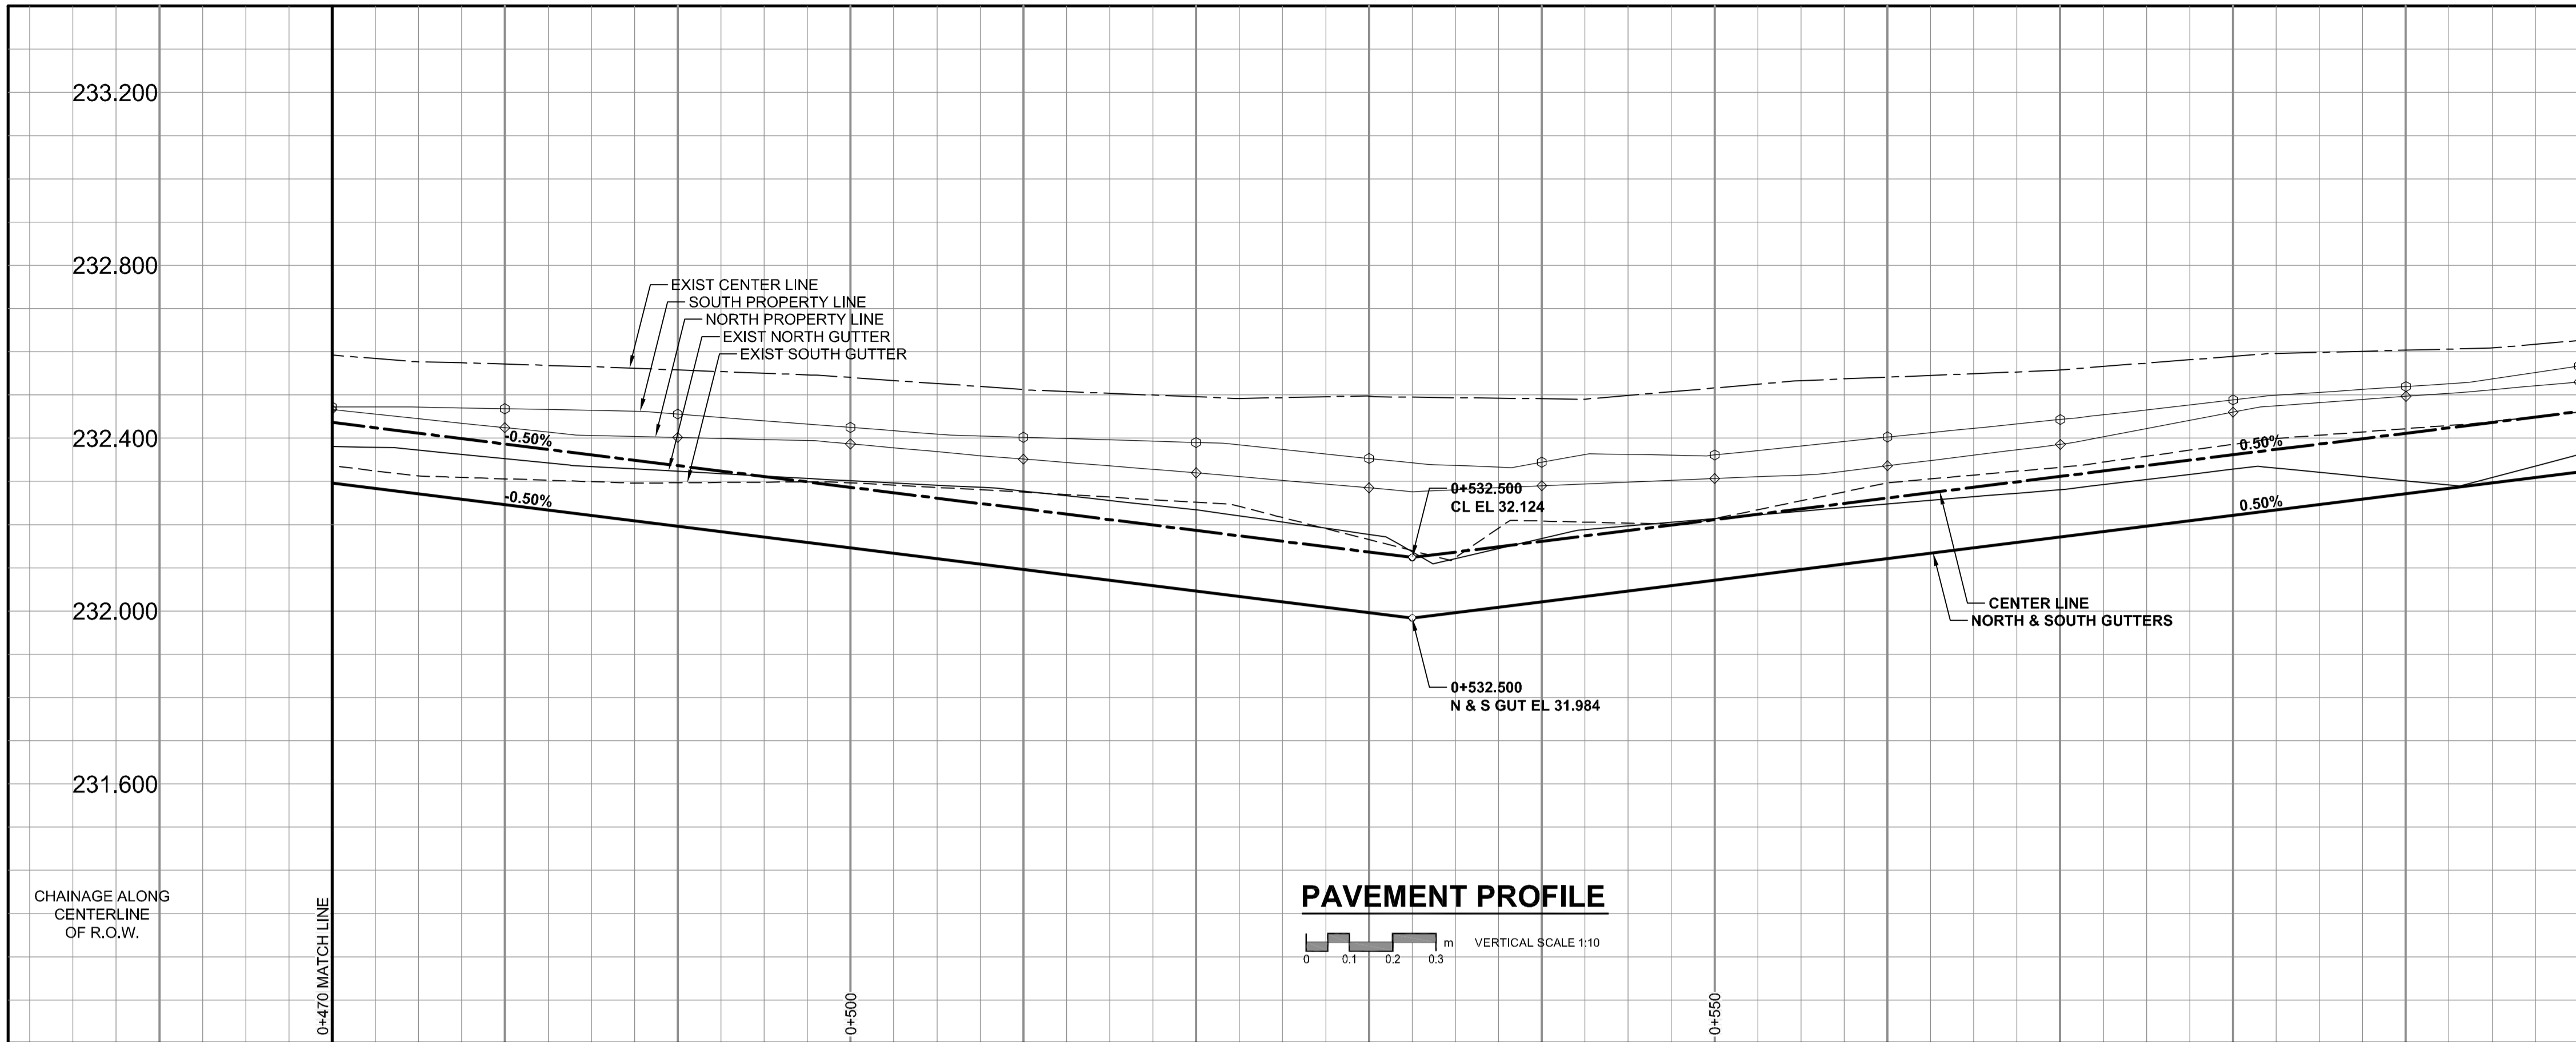 233.200
232.800
EXIST CENTER LINE
SOUTH PROPERTY LINE
NORTH PROPERTY LINE
EXIST NORTH GUTTER
EXIST SOUTH GUTTER
232.400
-0.50%
0.50%
-0.50%
0+532.500
CL EL 32.124
0.50%
232.000
CENTER LINE
NORTH & SOUTH GUTTERS
0+532.500
N & S GUT EL 31.984
231.600
CHAINAGE ALONG
CENTERLINE
OF R.O.W.
0+470 MATCH LINE
PAVEMENT PROFILE
m
VERTICAL SCALE 1:10
0 0.1 0.2 0.3
0+500
0+550